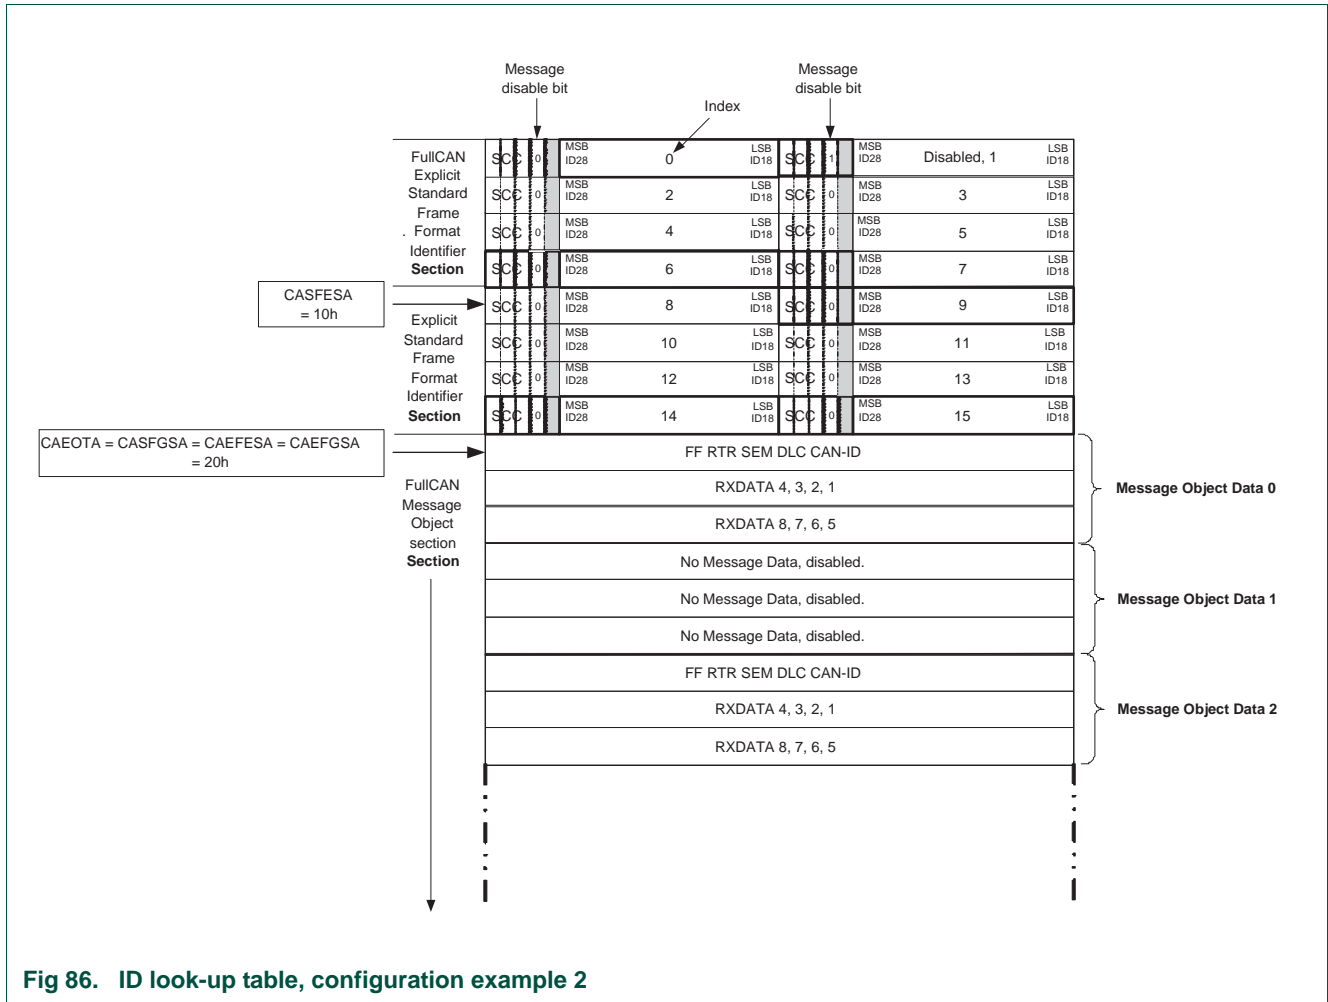 Message
disable bit
Message
disable bit
Index
FullCAN
Explicit
Standard
Frame
. Format
Identifier
Section
SCC 0 MSB ID28 0 LSB ID18 SCC 1 MSB ID28 Disabled, 1 LSB ID18
SCC 0 MSB ID28 2 LSB ID18 SCC 0 MSB ID28 3 LSB ID18
SCC 0 MSB ID28 4 LSB ID18 SCC 0 MSB ID28 5 LSB ID18
SCC 0 MSB ID28 6 LSB ID18 SCC 0 MSB ID28 7 LSB ID18
CASFESA
= 10h
Explicit
Standard
Frame
Format
Identifier
Section
SCC 0 MSB ID28 8 LSB ID18 SCC 0 MSB ID28 9 LSB ID18
SCC 0 MSB ID28 10 LSB ID18 SCC 0 MSB ID28 11 LSB ID18
SCC 0 MSB ID28 12 LSB ID18 SCC 0 MSB ID28 13 LSB ID18
SCC 0 MSB ID28 14 LSB ID18 SCC 0 MSB ID28 15 LSB ID18
CAEOTA = CASFGSA = CAEFESA = CAEFGSA
= 20h
FullCAN
Message
Object
section
Section
FF RTR SEM DLC CAN-ID
RXDATA 4, 3, 2, 1
RXDATA 8, 7, 6, 5
Message Object Data 0
No Message Data, disabled.
No Message Data, disabled.
No Message Data, disabled.
Message Object Data 1
FF RTR SEM DLC CAN-ID
RXDATA 4, 3, 2, 1
RXDATA 8, 7, 6, 5
Message Object Data 2
Fig 86. ID look-up table, configuration example 2